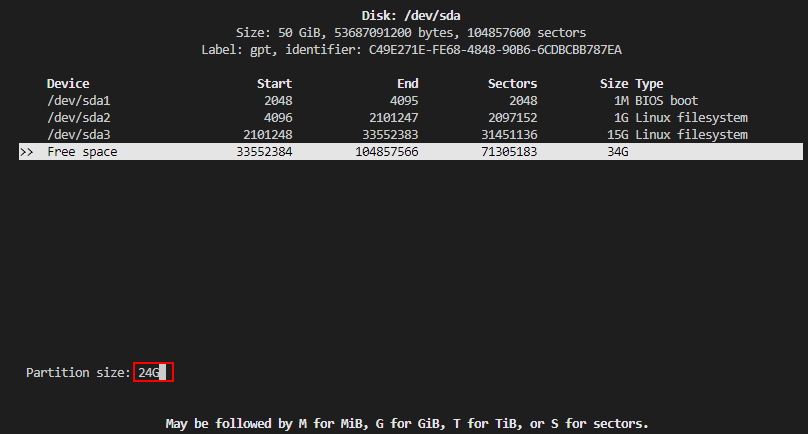 Disk: /dev/sda
Size: 50 GiB, 53687091200 bytes, 104857600 sectors
Label: gpt, identifier: C49E271E-FE68-4848-90B6-6CDBCBB787EA
Device Start End Sectors Size Type
/dev/sda1 2048 4095 2048 1M BIOS boot
/dev/sda2 4096 2101247 2097152 1G Linux filesystem
/dev/sda3 2101248 33552383 31451136 15G Linux filesystem
>> Free space 33552384 104857566 71305183 34G
Partition size: 24G
May be followed by M for MiB, G for GiB, T for TiB, or S for sectors.